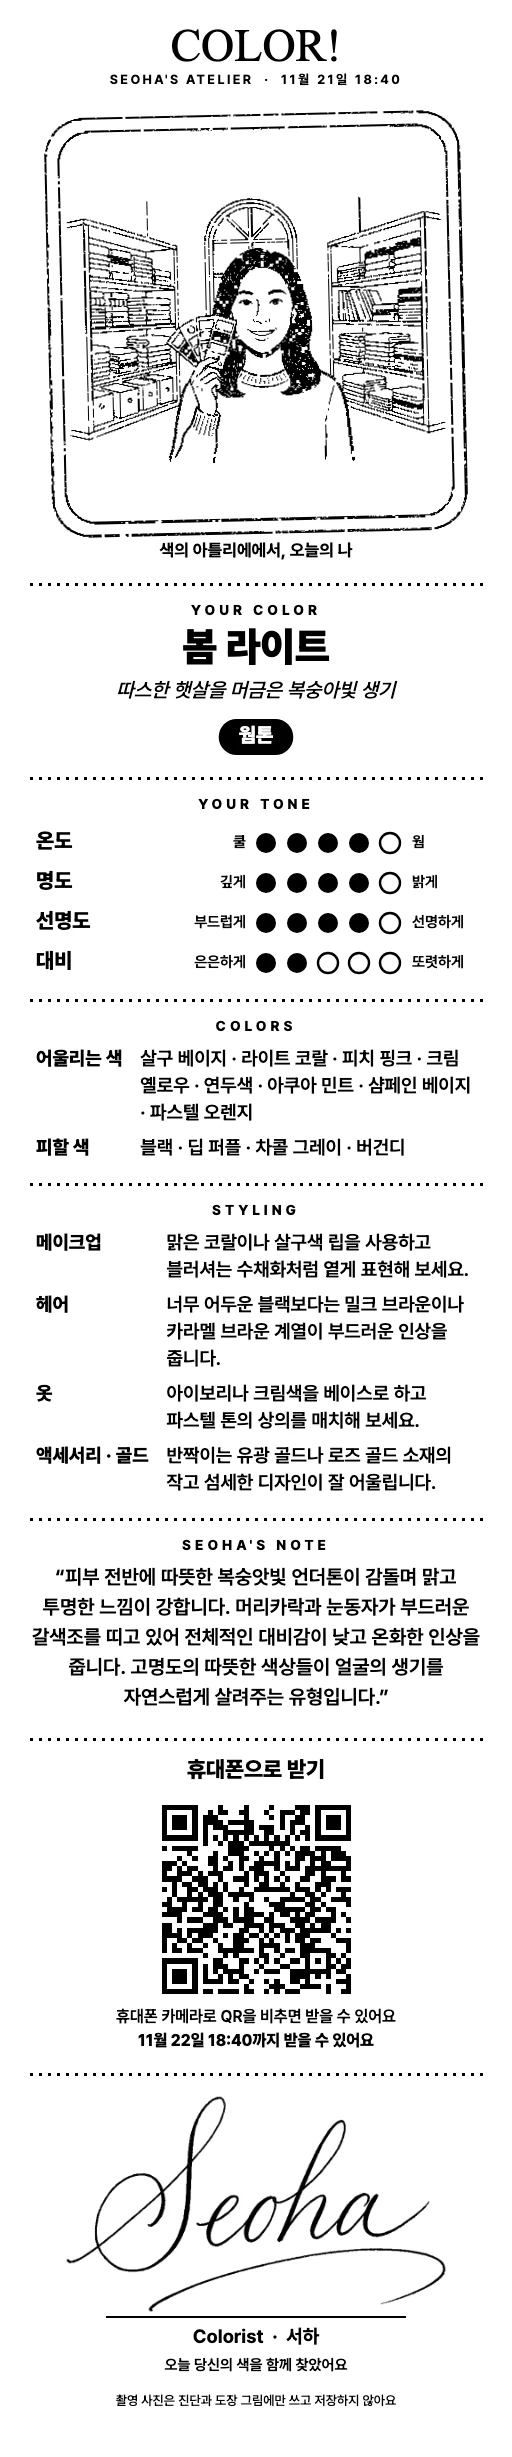 COLOR!
SEOHA'S ATELIER · 11월 21일 18:40
색의 아틀리에에서, 오늘의 나
YOUR COLOR
봄 라이트
따스한 햇살을 머금은 복숭아빛 생기
웜톤
YOUR TONE
온도 쿨 웜
명도 깊게 밝게
선명도 부드럽게 선명하게
대비 은은하게 또렷하게
COLORS
어울리는 색 살구 베이지 · 라이트 코랄 · 피치 핑크 · 크림
옐로우 · 연두색 · 아쿠아 민트 · 샴페인 베이지
· 파스텔 오렌지
피할 색 블랙 · 딥 퍼플 · 차콜 그레이 · 버건디
STYLING
메이크업 맑은 코랄이나 살구색 립을 사용하고
블러셔는 수채화처럼 옅게 표현해 보세요.
헤어 너무 어두운 블랙보다는 밀크 브라운이나
카라멜 브라운 계열이 부드러운 인상을
줍니다.
옷 아이보리나 크림색을 베이스로 하고
파스텔 톤의 상의를 매치해 보세요.
액세서리 · 골드 반짝이는 유광 골드나 로즈 골드 소재의
작고 섬세한 디자인이 잘 어울립니다.
SEOHA'S NOTE
“피부 전반에 따뜻한 복숭앗빛 언더톤이 감돌며 맑고
투명한 느낌이 강합니다. 머리카락과 눈동자가 부드러운
갈색조를 띠고 있어 전체적인 대비감이 낮고 온화한 인상을
줍니다. 고명도의 따뜻한 색상들이 얼굴의 생기를
자연스럽게 살려주는 유형입니다.”
휴대폰으로 받기
휴대폰 카메라로 QR을 비추면 받을 수 있어요
11월 22일 18:40까지 받을 수 있어요
Seoha
Colorist · 서하
오늘 당신의 색을 함께 찾았어요
촬영 사진은 진단과 도장 그림에만 쓰고 저장하지 않아요